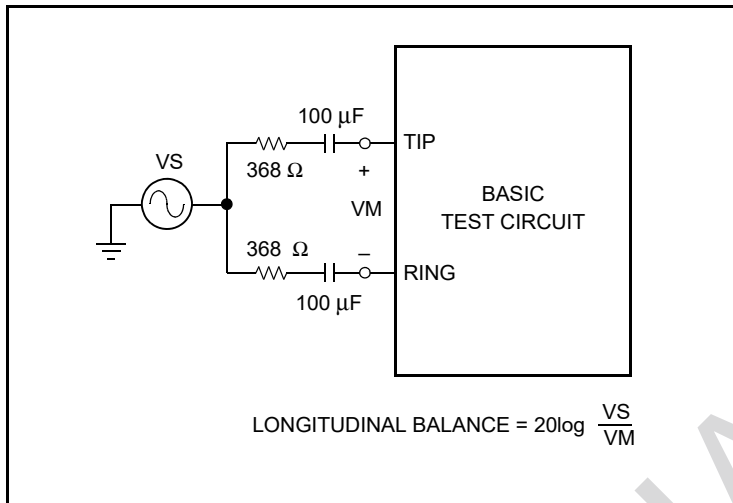 100 μF
TIP
VS
368 Ω
+
VM
BASIC
TEST CIRCUIT
368 Ω
–
RING
100 μF
LONGITUDINAL BALANCE = 20log VS
VM